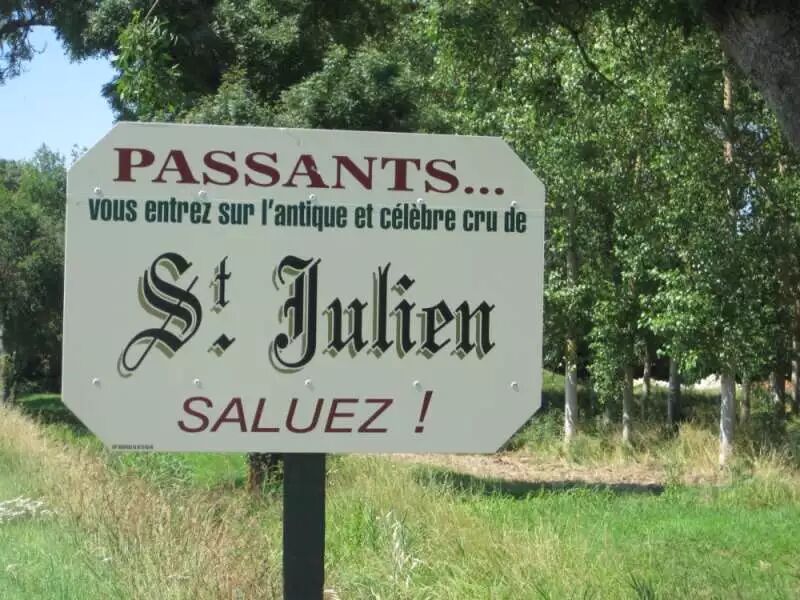 PASSANTS...
vous entrez sur l'antique et célèbre cru de
St. Julien
SALUEZ !